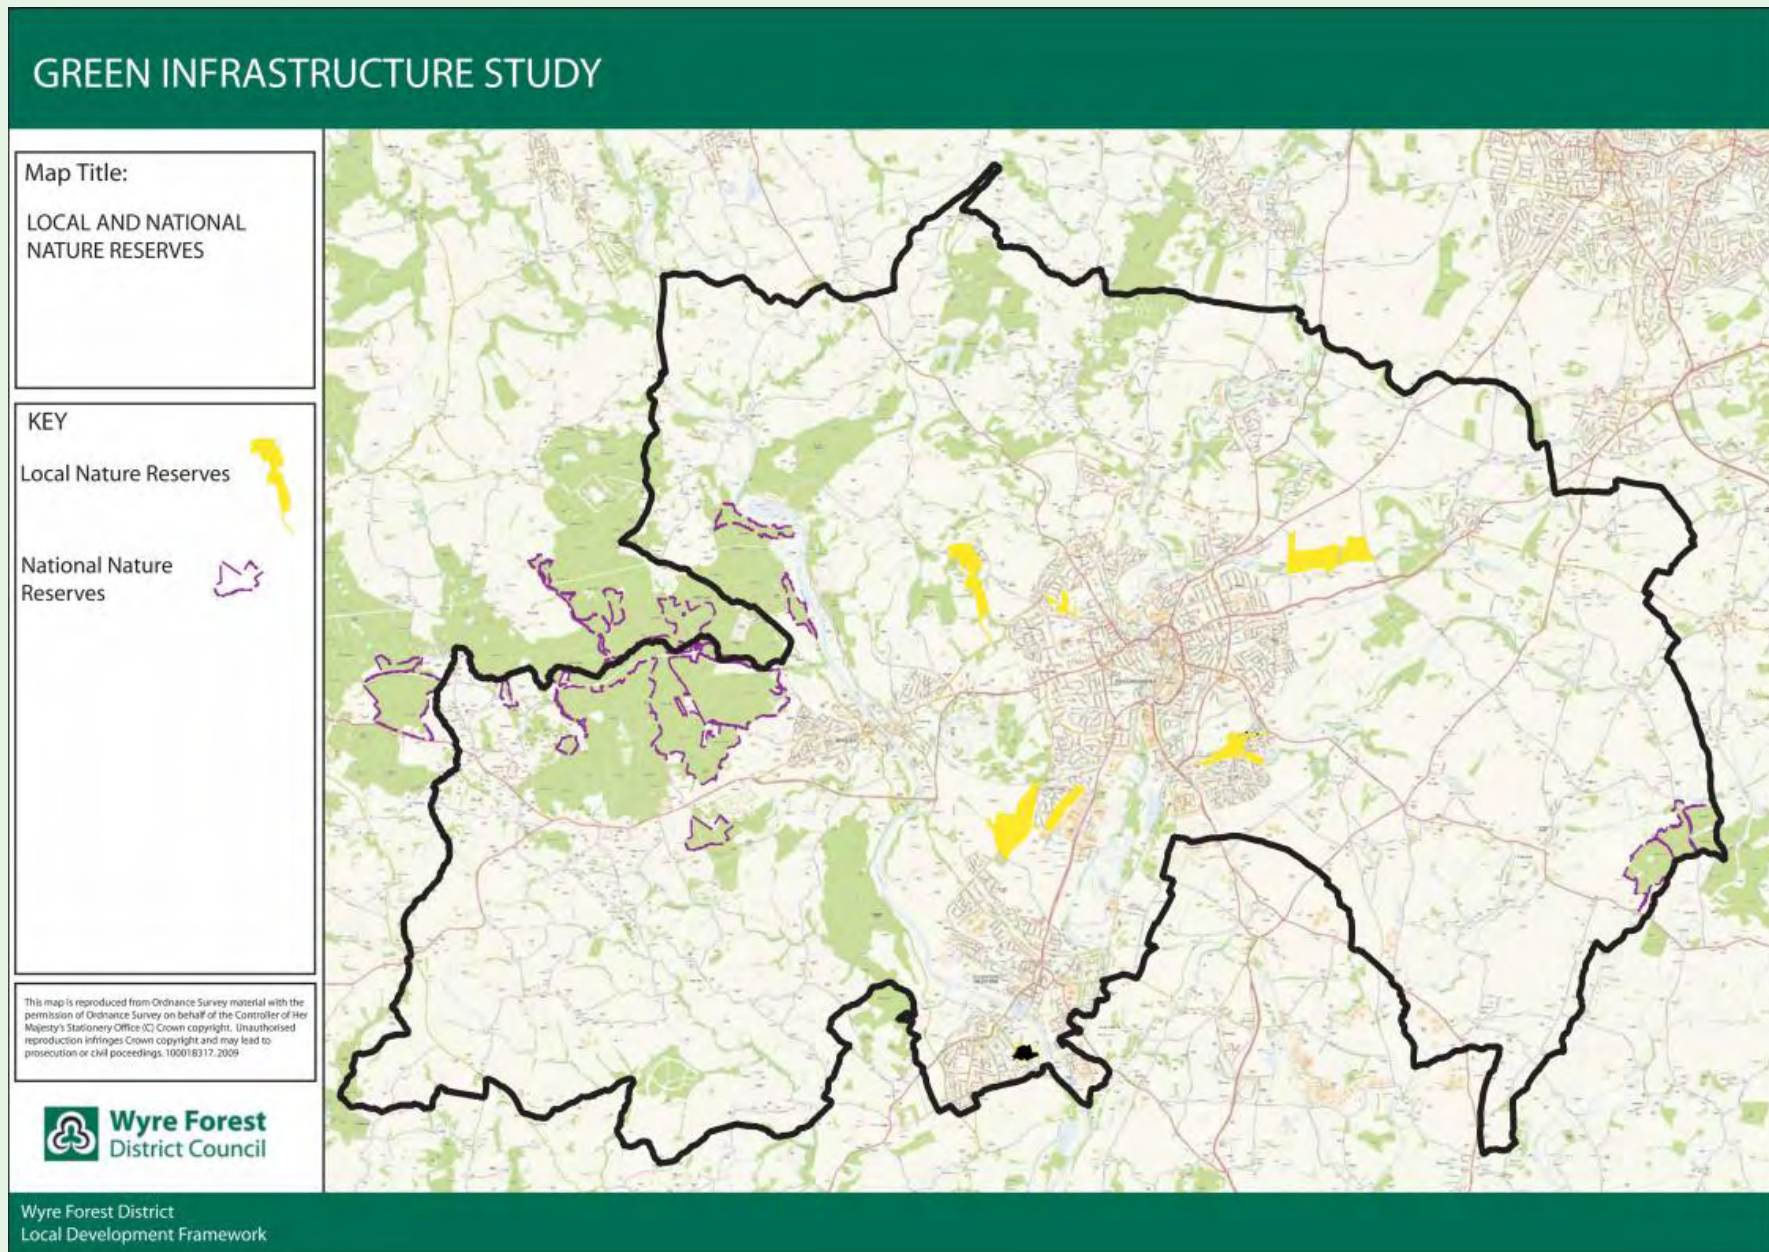 GREEN INFRASTRUCTURE STUDY
Map Title:
LOCAL AND NATIONAL
NATURE RESERVES
KEY
Local Nature Reserves
National Nature
Reserves
This map is reproduced from Ordnance Survey material with the
permission of Ordnance Survey on behalf of the Controller of Her
Majesty's Stationery Office (C) Crown copyright. Unauthorised
reproduction infringes Crown copyright and may lead to
prosecution or civil poceedings. 100018317. 2009
Wyre Forest
District Council
Wyre Forest District
Local Development Framework